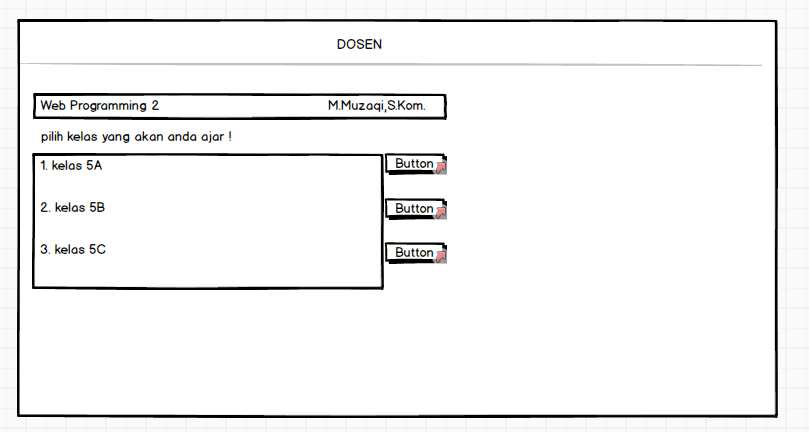 DOSEN
Web Programming 2 M.Muzaqi,S.Kom.
pilih kelas yang akan anda ajar !
1. kelas 5A Button
2. kelas 5B Button
3. kelas 5C Button